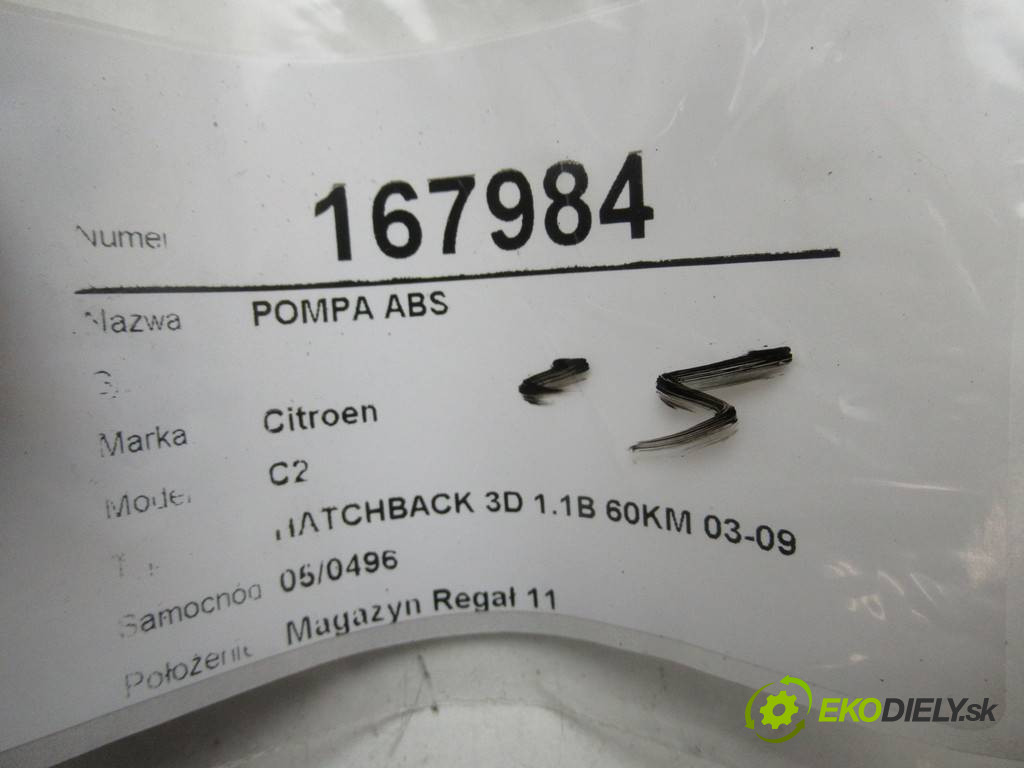 Numer 167984
Nazwa POMPA ABS
Marka Citroen
Model C2
HATCHBACK 3D 1.1B 60KM 03-09
Samochód 05/0496
Położenie Magazyn Regał 11
EKODIELY.sk